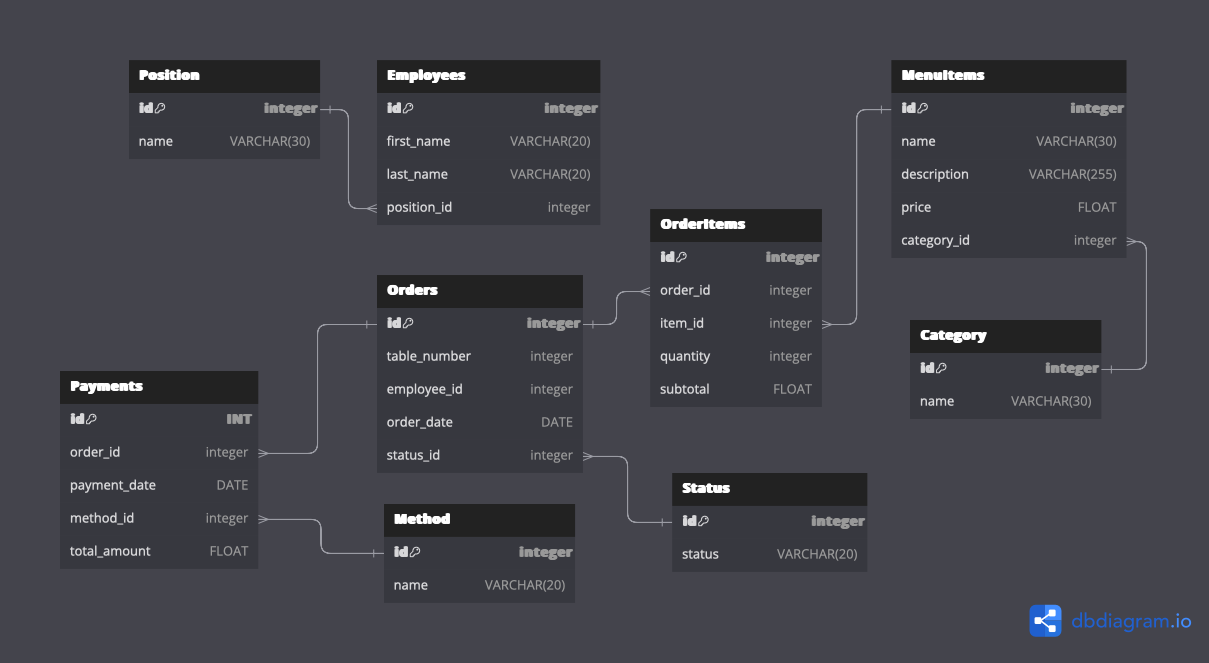 Position
id integer
name VARCHAR(30)
Employees
id integer
first_name VARCHAR(20)
last_name VARCHAR(20)
position_id integer
MenuItems
id integer
name VARCHAR(30)
description VARCHAR(255)
price FLOAT
category_id integer
OrderItems
id integer
order_id integer
item_id integer
quantity integer
subtotal FLOAT
Orders
id integer
table_number integer
employee_id integer
order_date DATE
status_id integer
Category
id integer
name VARCHAR(30)
Payments
id INT
order_id integer
payment_date DATE
method_id integer
total_amount FLOAT
Method
id integer
name VARCHAR(20)
Status
id integer
status VARCHAR(20)
dbdiagram.io